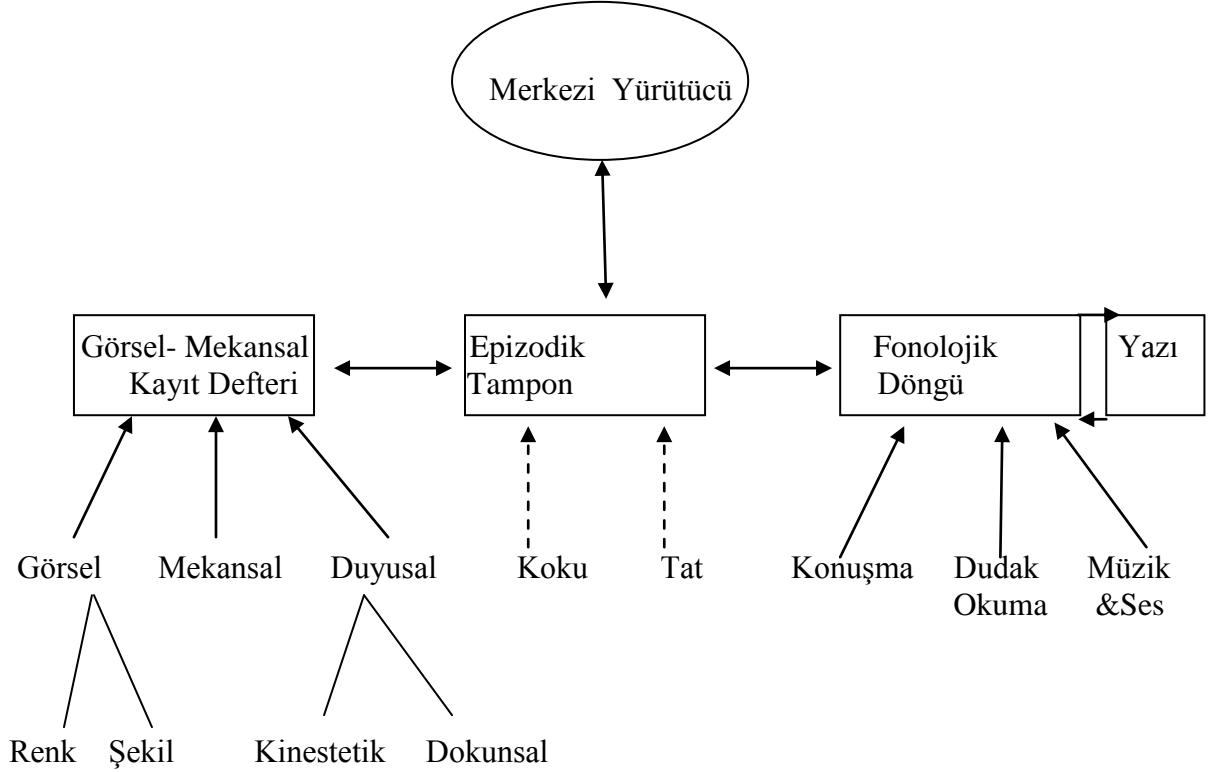 Merkezi Yürütücü
Görsel- Mekansal
Kayıt Defteri
Epizodik
Tampon
Fonolojik
Döngü
Yazı
Görsel
Mekansal
Duyusal
Koku
Tat
Konuşma
Dudak
Okuma
Müzik
&Ses
Renk
Şekil
Kinestetik
Dokunsal